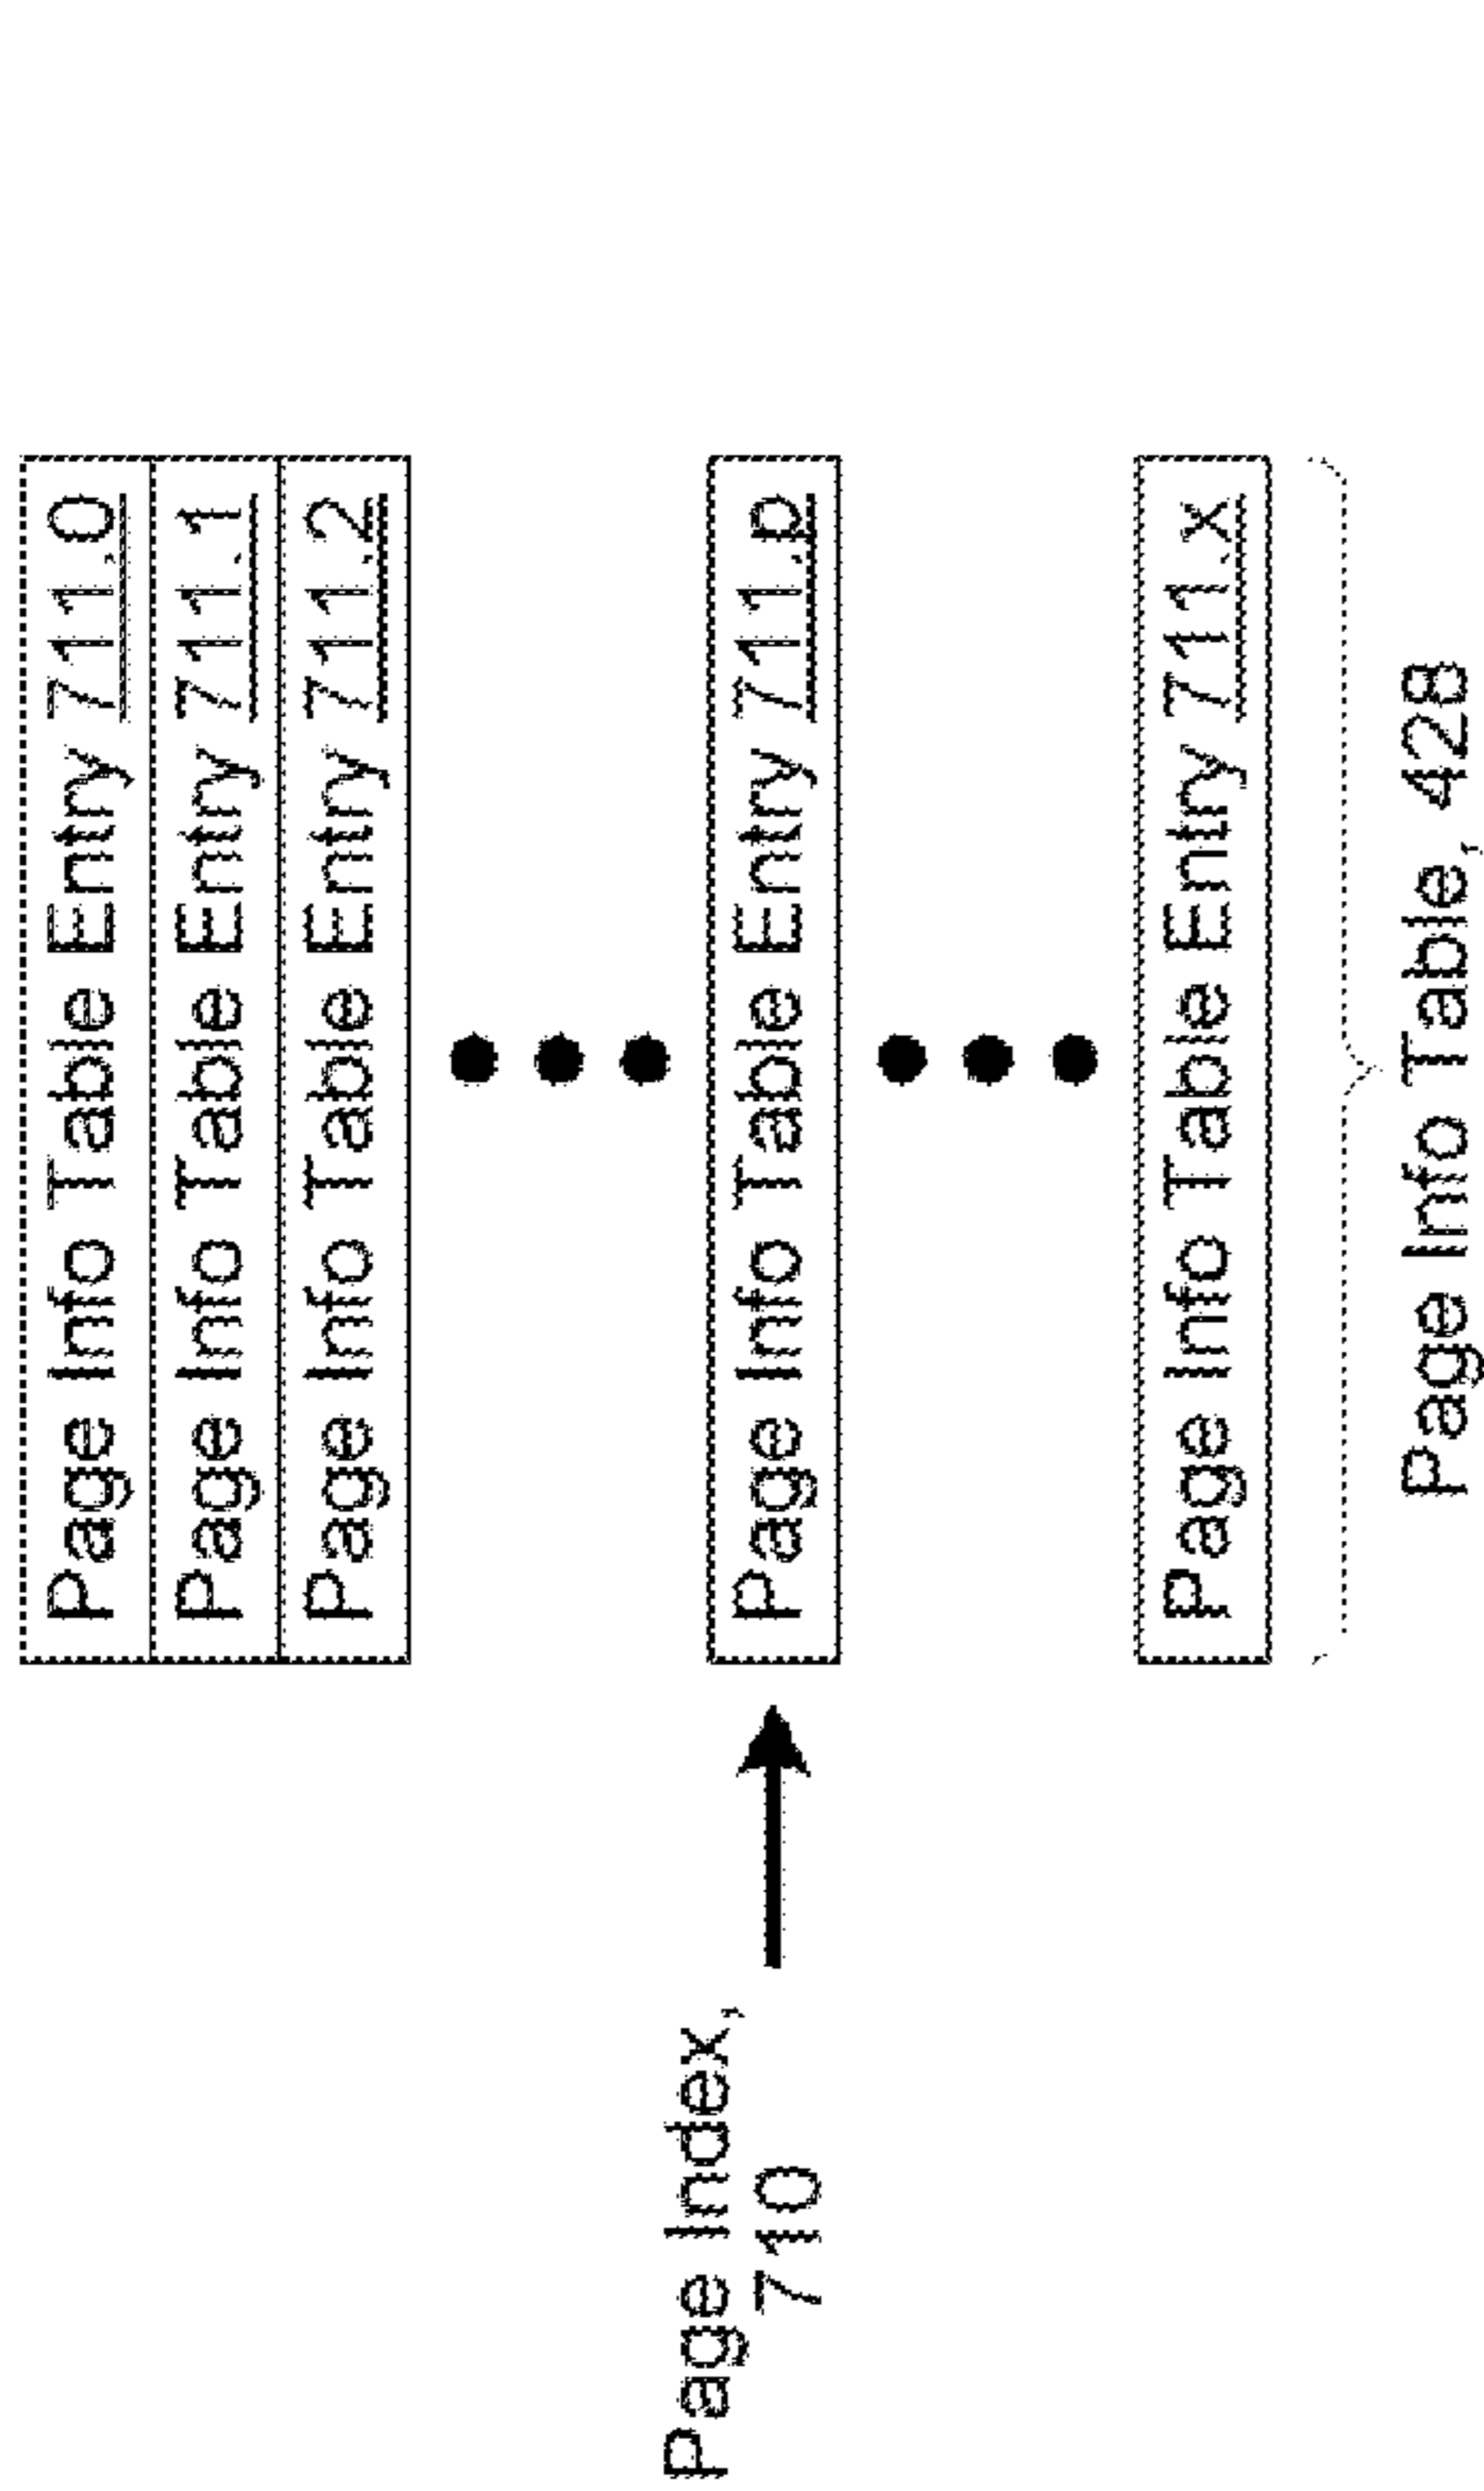 Page Info Table Entry 711.0
Page Info Table Entry 711.1
Page Info Table Entry 711.2
Page Index,
710
Page Info Table Entry 711.p
Page Info Table Entry 711.x
Page Info Table, 428